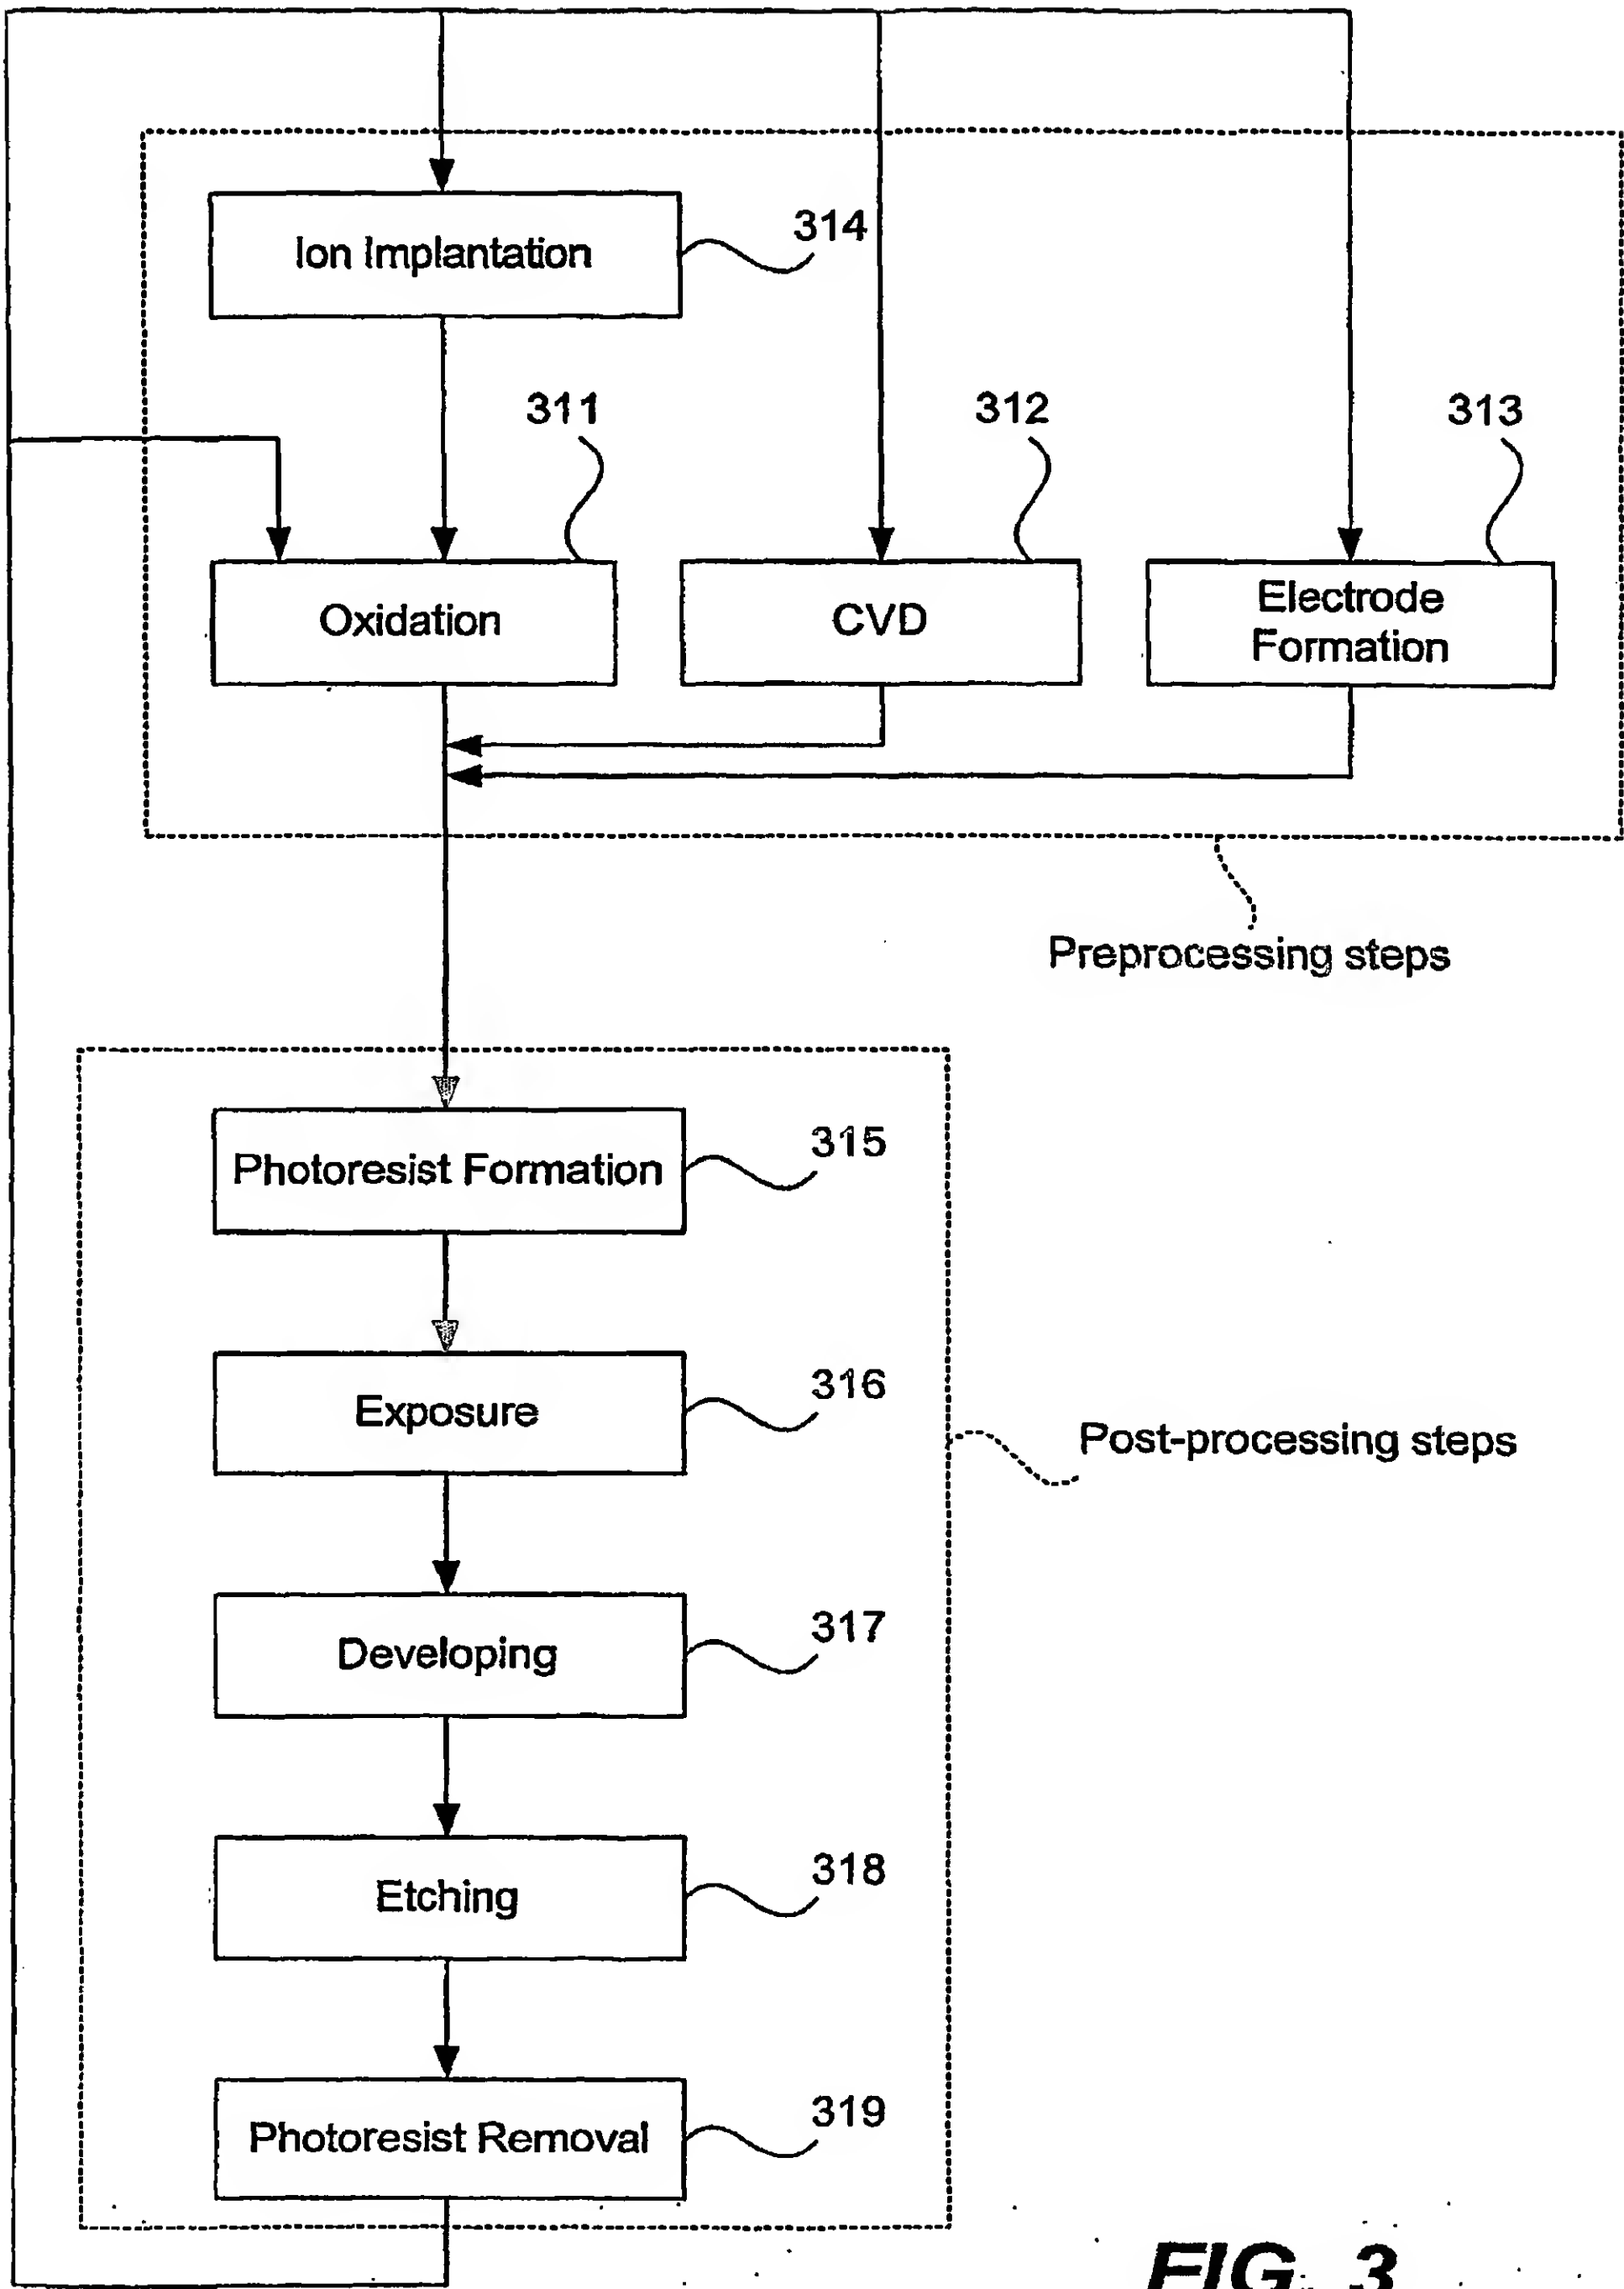 Ion Implantation
314
311
312
313
Oxidation
CVD
Electrode
Formation
Preprocessing steps
Photoresist Formation
315
Exposure
316
Post-processing steps
Developing
317
Etching
318
Photoresist Removal
319
FIG. 3